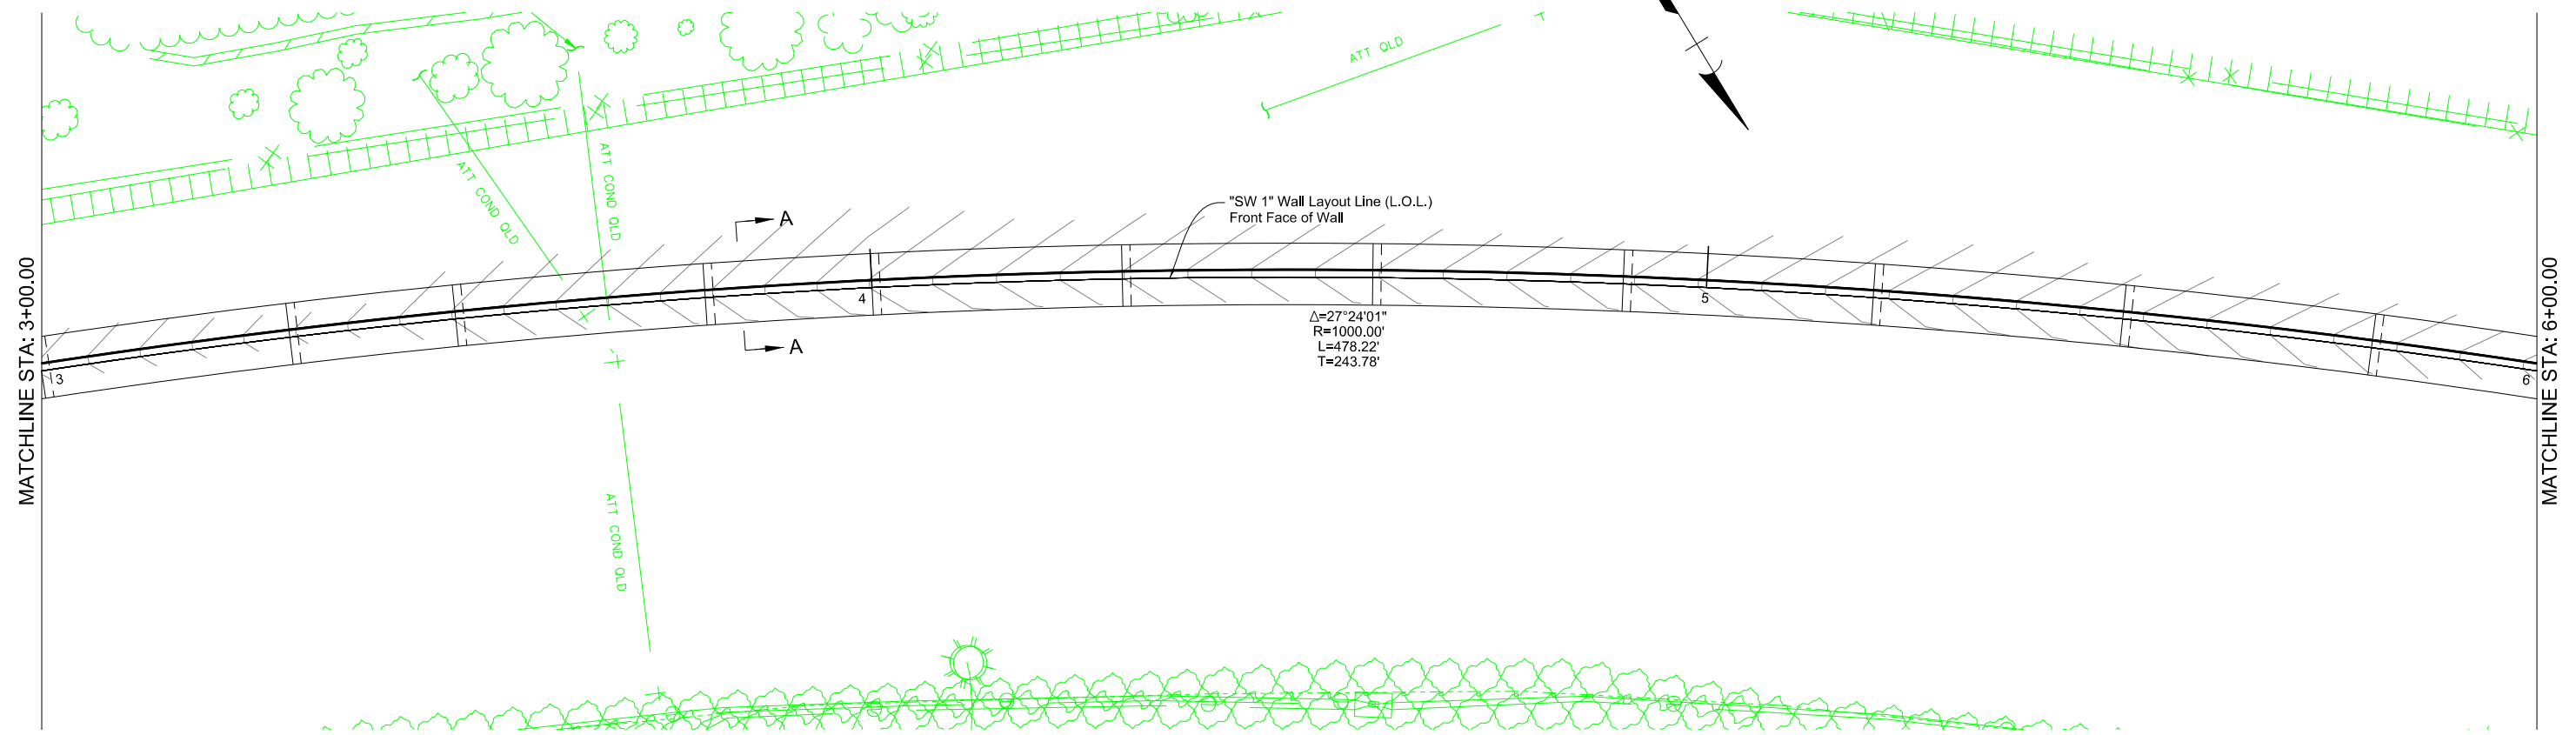 ATT QLD
ATT COND QLD
ATT COND QLD
"SW 1" Wall Layout Line (L.O.L.)
Front Face of Wall
A
A
MATCHLINE STA: 3+00.00
MATCHLINE STA: 6+00.00
3
4
5
6
Δ=27°24'01"
R=1000.00'
L=478.22'
T=243.78'
ATT COND QLD